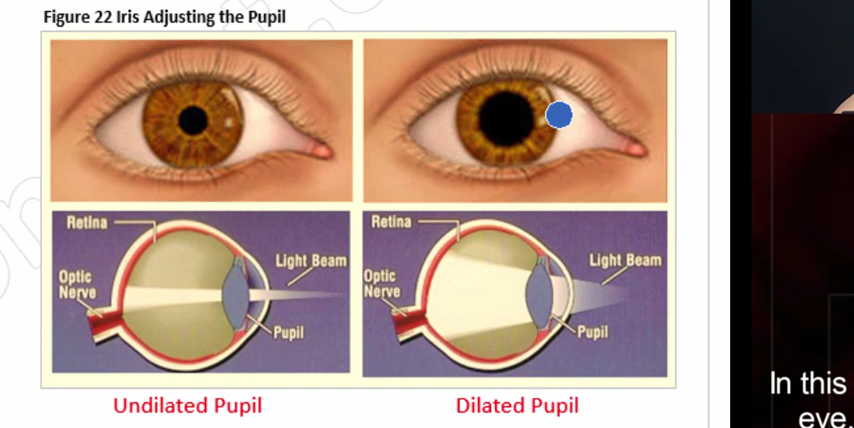 Figure 22 Iris Adjusting the Pupil
Retina
Light Beam
Optic
Nerve
Pupil
Retina
Light Beam
Optic
Nerve
Pupil
Undilated Pupil
Dilated Pupil
In this
eye.